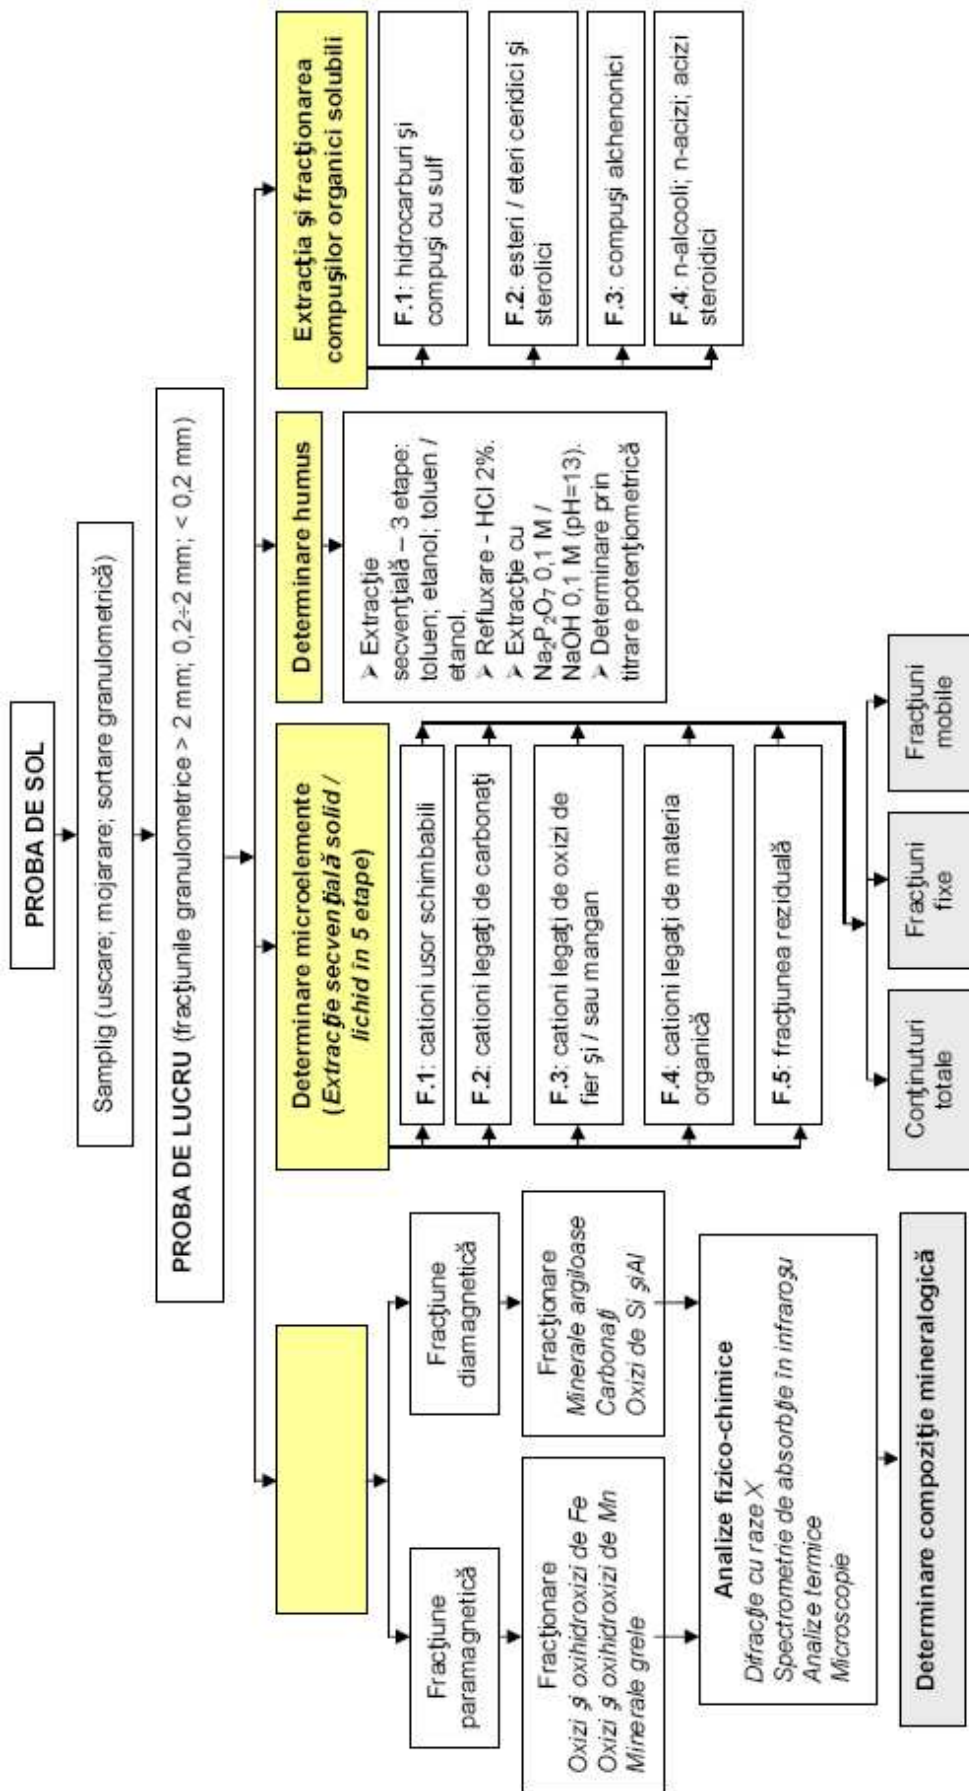 PROBA DE SOL
Samplig (uscare; mojarare; sortare granulometrică)
PROBA DE LUCRU (fracţiunile granulometrice > 2 mm; 0,2÷2 mm; < 0,2 mm)
Fracţiune
paramagnetică
Fracţiune
diamagnetică
Fracţionare
Oxizi şi oxihidroxizi de Fe
Oxizi şi oxihidroxizi de Mn
Minerale grele
Fracţionare
Minerale argiloase
Carbonaţi
Oxizi de Si şi Al
Analize fizico-chimice
Difracţie cu raze X
Spectrometrie de absorbţie în infraroşu
Analize termice
Microscopie
Determinare compoziţie mineralogică
Determinare microelemente
(Extracţie secvenţială solid /
lichid în 5 etape)
F.1: cationi usor schimbabili
F.2: cationi legaţi de carbonaţi
F.3: cationi legaţi de oxizi de
fier şi / sau mangan
F.4: cationi legaţi de materia
organică
F.5: fracţiunea reziduală
Conţinuturi
totale
Fracţiuni
fixe
Fracţiuni
mobile
Determinare humus
➢ Extracţie
secvenţială – 3 etape:
toluen; etanol; toluen /
etanol.
➢ Refluxare - HCl 2%.
➢ Extracţie cu
Na₂P₂O₇ 0,1 M /
NaOH 0,1 M (pH=13).
➢ Determinare prin
titrare potenţiometrică
Extracţia şi fracţionarea
compuşilor organici solubili
F.1: hidrocarburi şi
compuşi cu sulf
F.2: esteri / eteri ceridici şi
sterolici
F.3: compuşi alchenonici
F.4: n-alcooli; n-acizi; acizi
steroidici